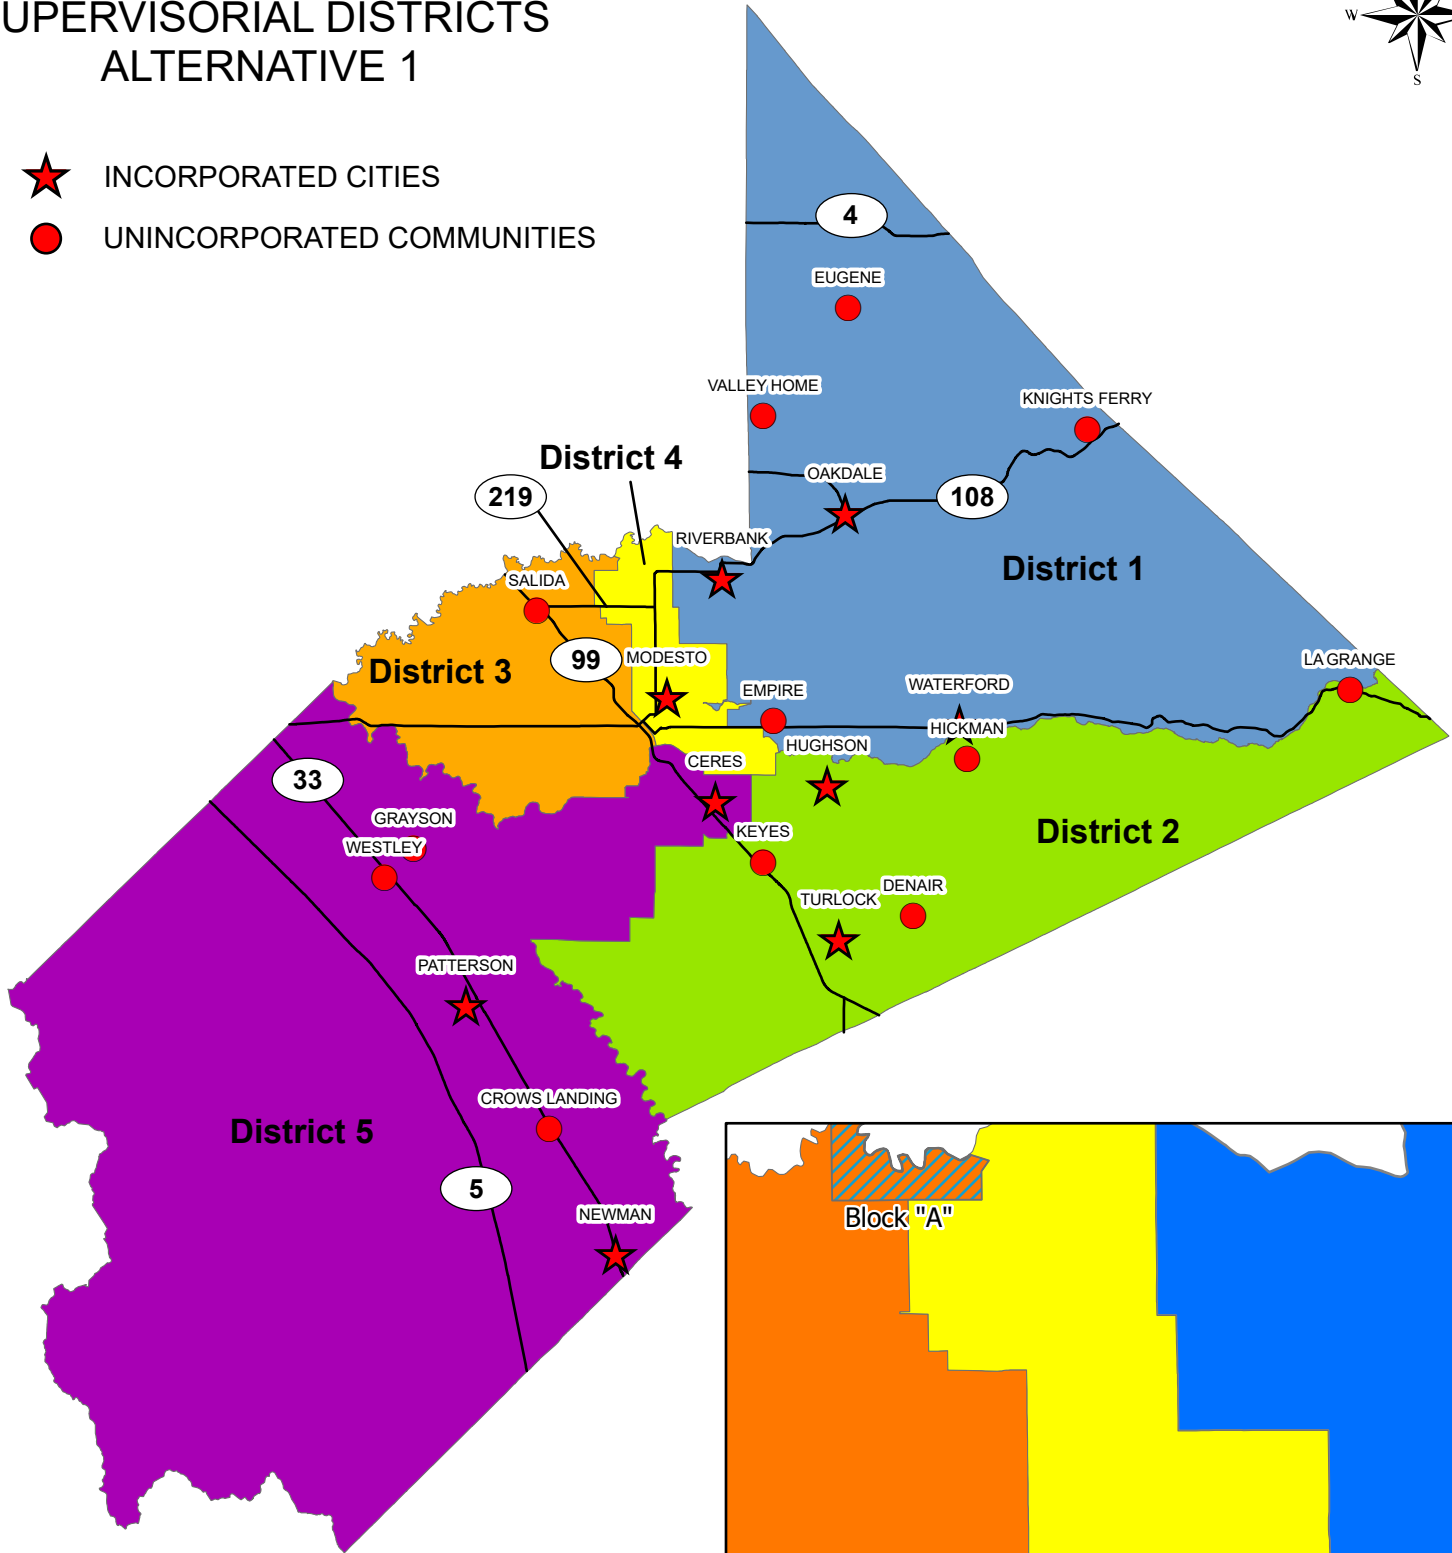 UPERVISORIAL DISTRICTS
ALTERNATIVE 1
W
S
INCORPORATED CITIES
UNINCORPORATED COMMUNITIES
4
EUGENE
VALLEY HOME
KNIGHTS FERRY
District 4
OAKDALE
219
108
RIVERBANK
District 1
SALIDA
99
MODESTO
LA GRANGE
District 3
EMPIRE
WATERFORD
HICKMAN
HUGHSON
CERES
33
GRAYSON
KEYES
District 2
WESTLEY
DENAIR
TURLOCK
PATTERSON
CROWS LANDING
District 5
5
NEWMAN
Block "A"